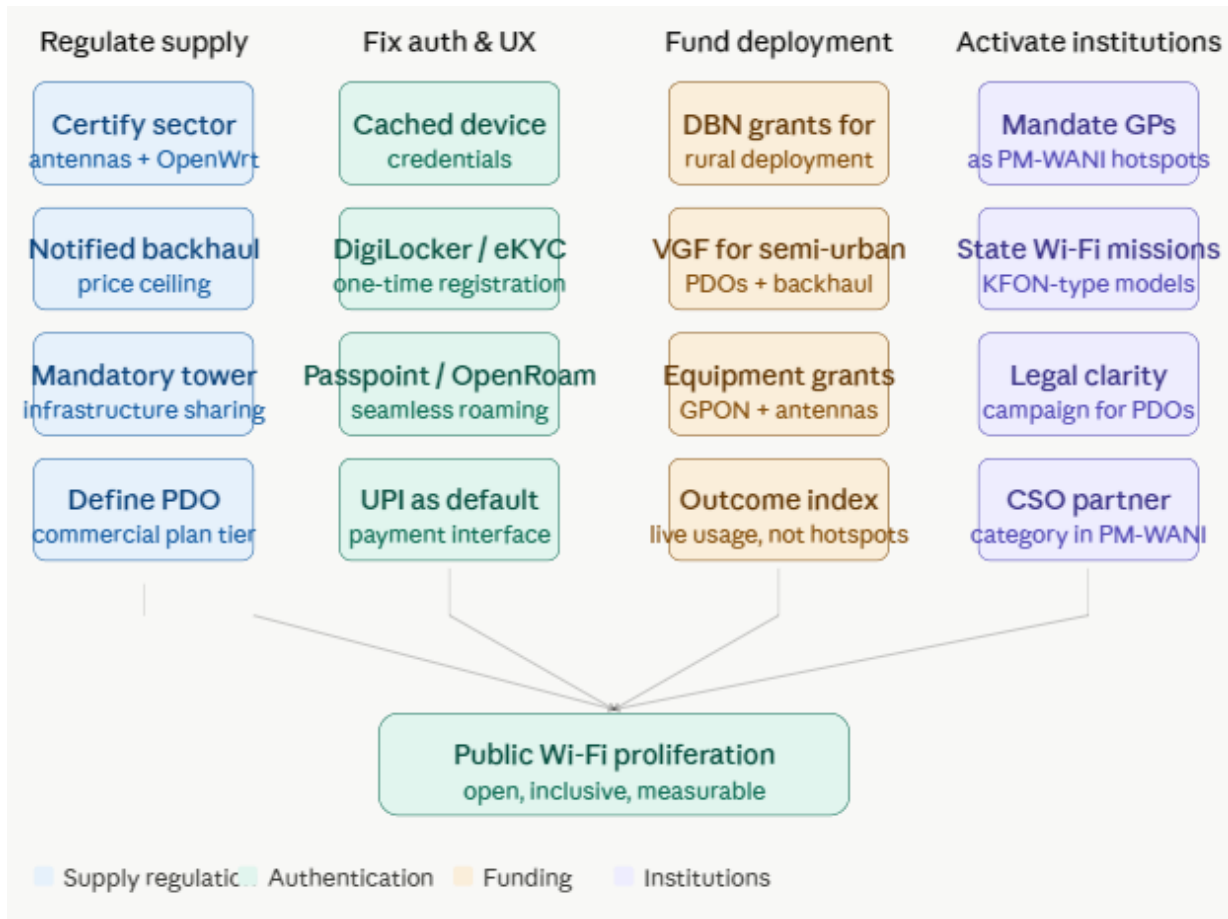 Regulate supply
Fix auth & UX
Fund deployment
Activate institutions
Certify sector
antennas + OpenWrt
Cached device
credentials
DBN grants for
rural deployment
Mandate GPs
as PM-WANI hotspots
Notified backhaul
price ceiling
DigiLocker / eKYC
one-time registration
VGF for semi-urban
PDOs + backhaul
State Wi-Fi missions
KFON-type models
Mandatory tower
infrastructure sharing
Passpoint / OpenRoam
seamless roaming
Equipment grants
GPON + antennas
Legal clarity
campaign for PDOs
Define PDO
commercial plan tier
UPI as default
payment interface
Outcome index
live usage, not hotspots
CSO partner
category in PM-WANI
Public Wi-Fi proliferation
open, inclusive, measurable
Supply regulatio
Authentication
Funding
Institutions